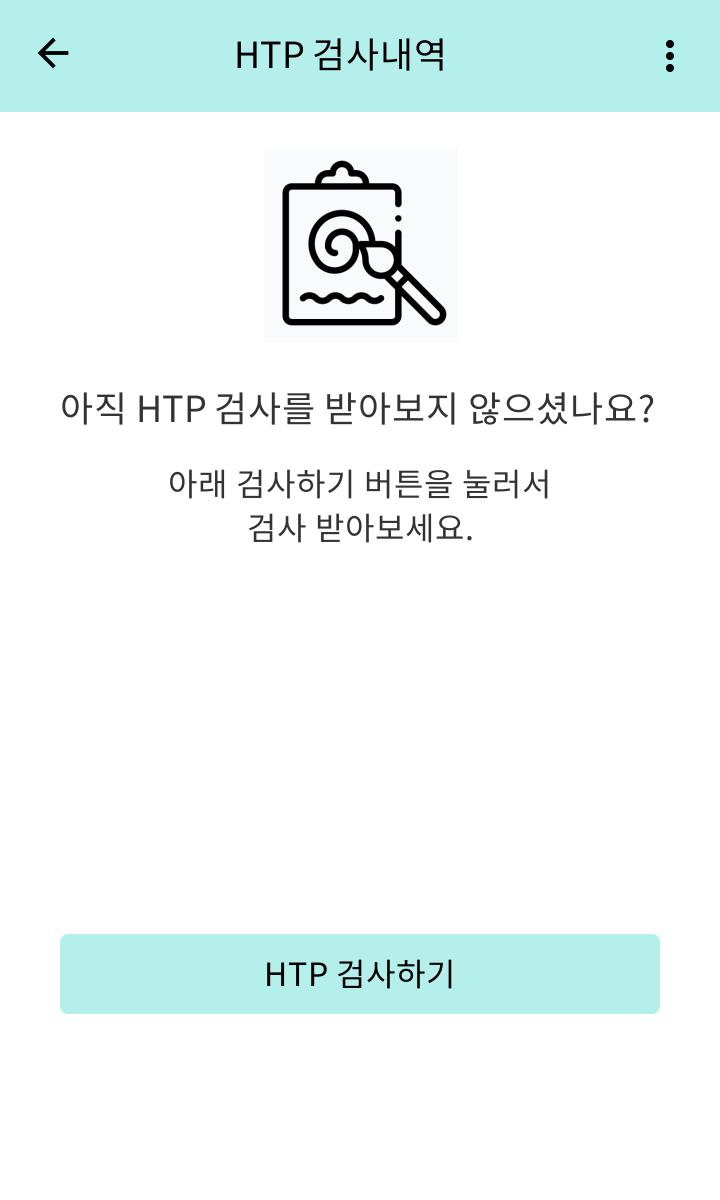 HTP 검사내역
아직 HTP 검사를 받아보지 않으셨나요?
아래 검사하기 버튼을 눌러서
검사 받아보세요.
HTP 검사하기